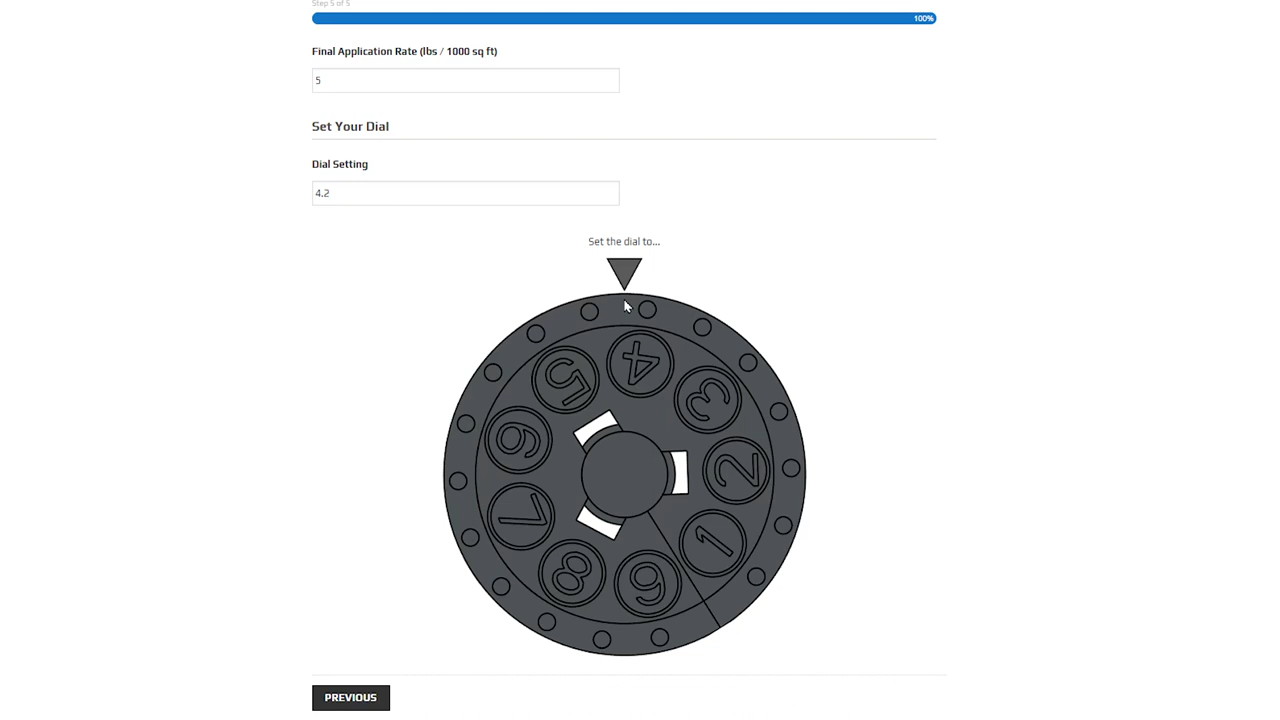 Step 5 of 5
100%
Final Application Rate (lbs / 1000 sq ft)
5
Set Your Dial
Dial Setting
4.2
Set the dial to...
4
5
3
6
2
7
1
8
9
PREVIOUS